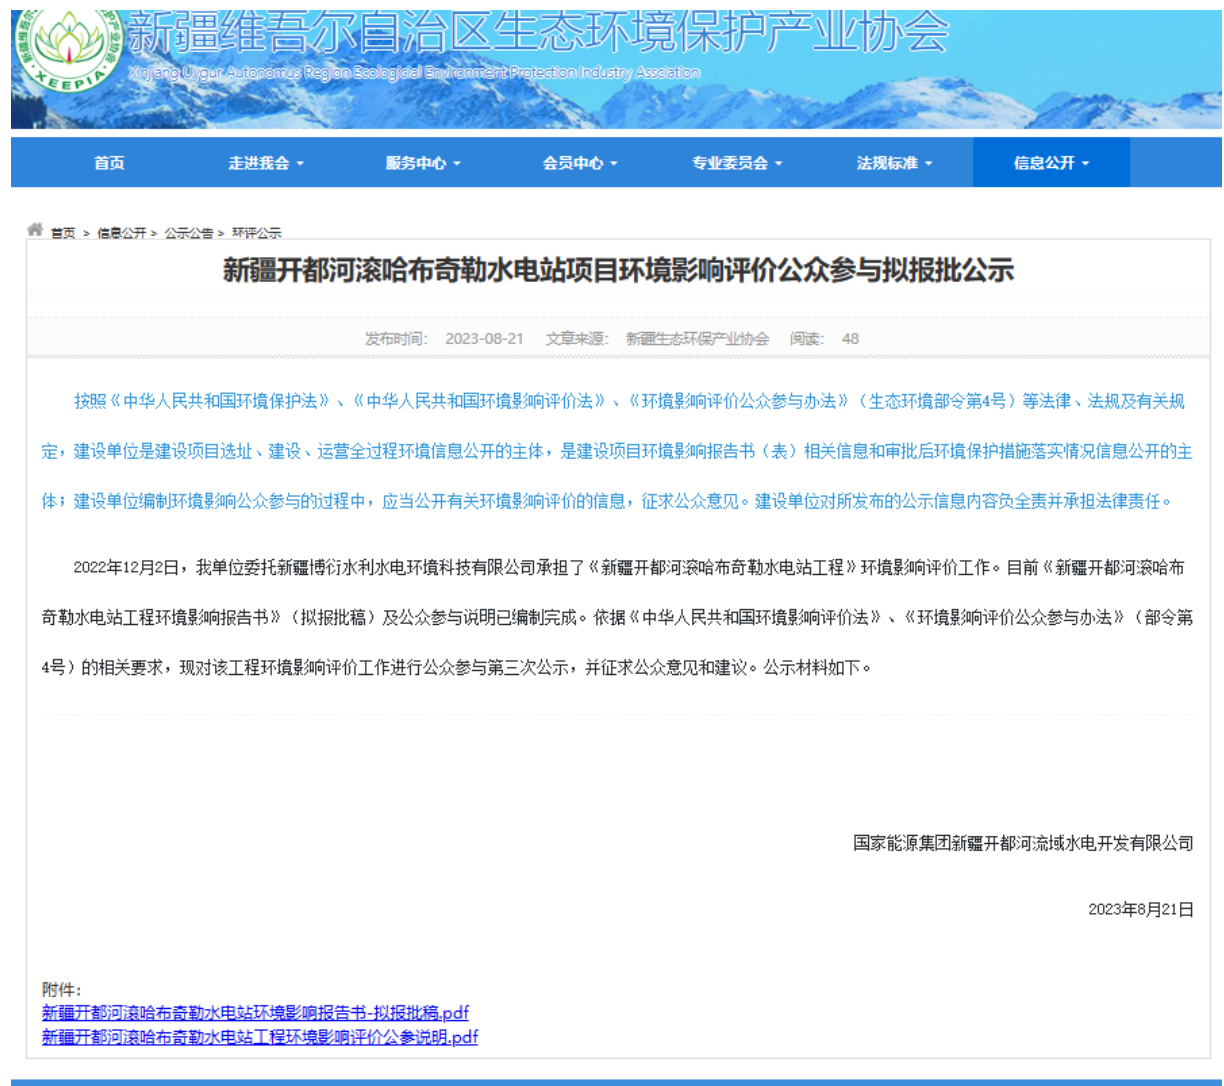 新疆维吾尔自治区生态环境保护产业协会
Xinjiang Uygur Autonomus Region Ecologicial Environment Protection Industry Assciation
XEEPIA
首页 走进我会 服务中心 会员中心 专业委员会 法规标准 信息公开
首页 > 信息公开 > 公示公告 > 环评公示
新疆开都河滚哈布奇勒水电站项目环境影响评价公众参与拟报批公示
发布时间: 2023-08-21 文章来源: 新疆生态环保产业协会 阅读: 48
按照《中华人民共和国环境保护法》、《中华人民共和国环境影响评价法》、《环境影响评价公众参与办法》（生态环境部令第4号）等法律、法规及有关规
定，建设单位是建设项目选址、建设、运营全过程环境信息公开的主体，是建设项目环境影响报告书（表）相关信息和审批后环境保护措施落实情况信息公开的主
体；建设单位编制环境影响公众参与的过程中，应当公开有关环境影响评价的信息，征求公众意见。建设单位对所发布的公示信息内容负全责并承担法律责任。
2022年12月2日，我单位委托新疆博衍水利水电环境科技有限公司承担了《新疆开都河滚哈布奇勒水电站工程》环境影响评价工作。目前《新疆开都河滚哈布
奇勒水电站工程环境影响报告书》（拟报批稿）及公众参与说明已编制完成。依据《中华人民共和国环境影响评价法》、《环境影响评价公众参与办法》（部令第
4号）的相关要求，现对该工程环境影响评价工作进行公众参与第三次公示，并征求公众意见和建议。公示材料如下。
国家能源集团新疆开都河流域水电开发有限公司
2023年8月21日
附件:
新疆开都河滚哈布奇勒水电站环境影响报告书-拟报批稿.pdf
新疆开都河滚哈布奇勒水电站工程环境影响评价公参说明.pdf